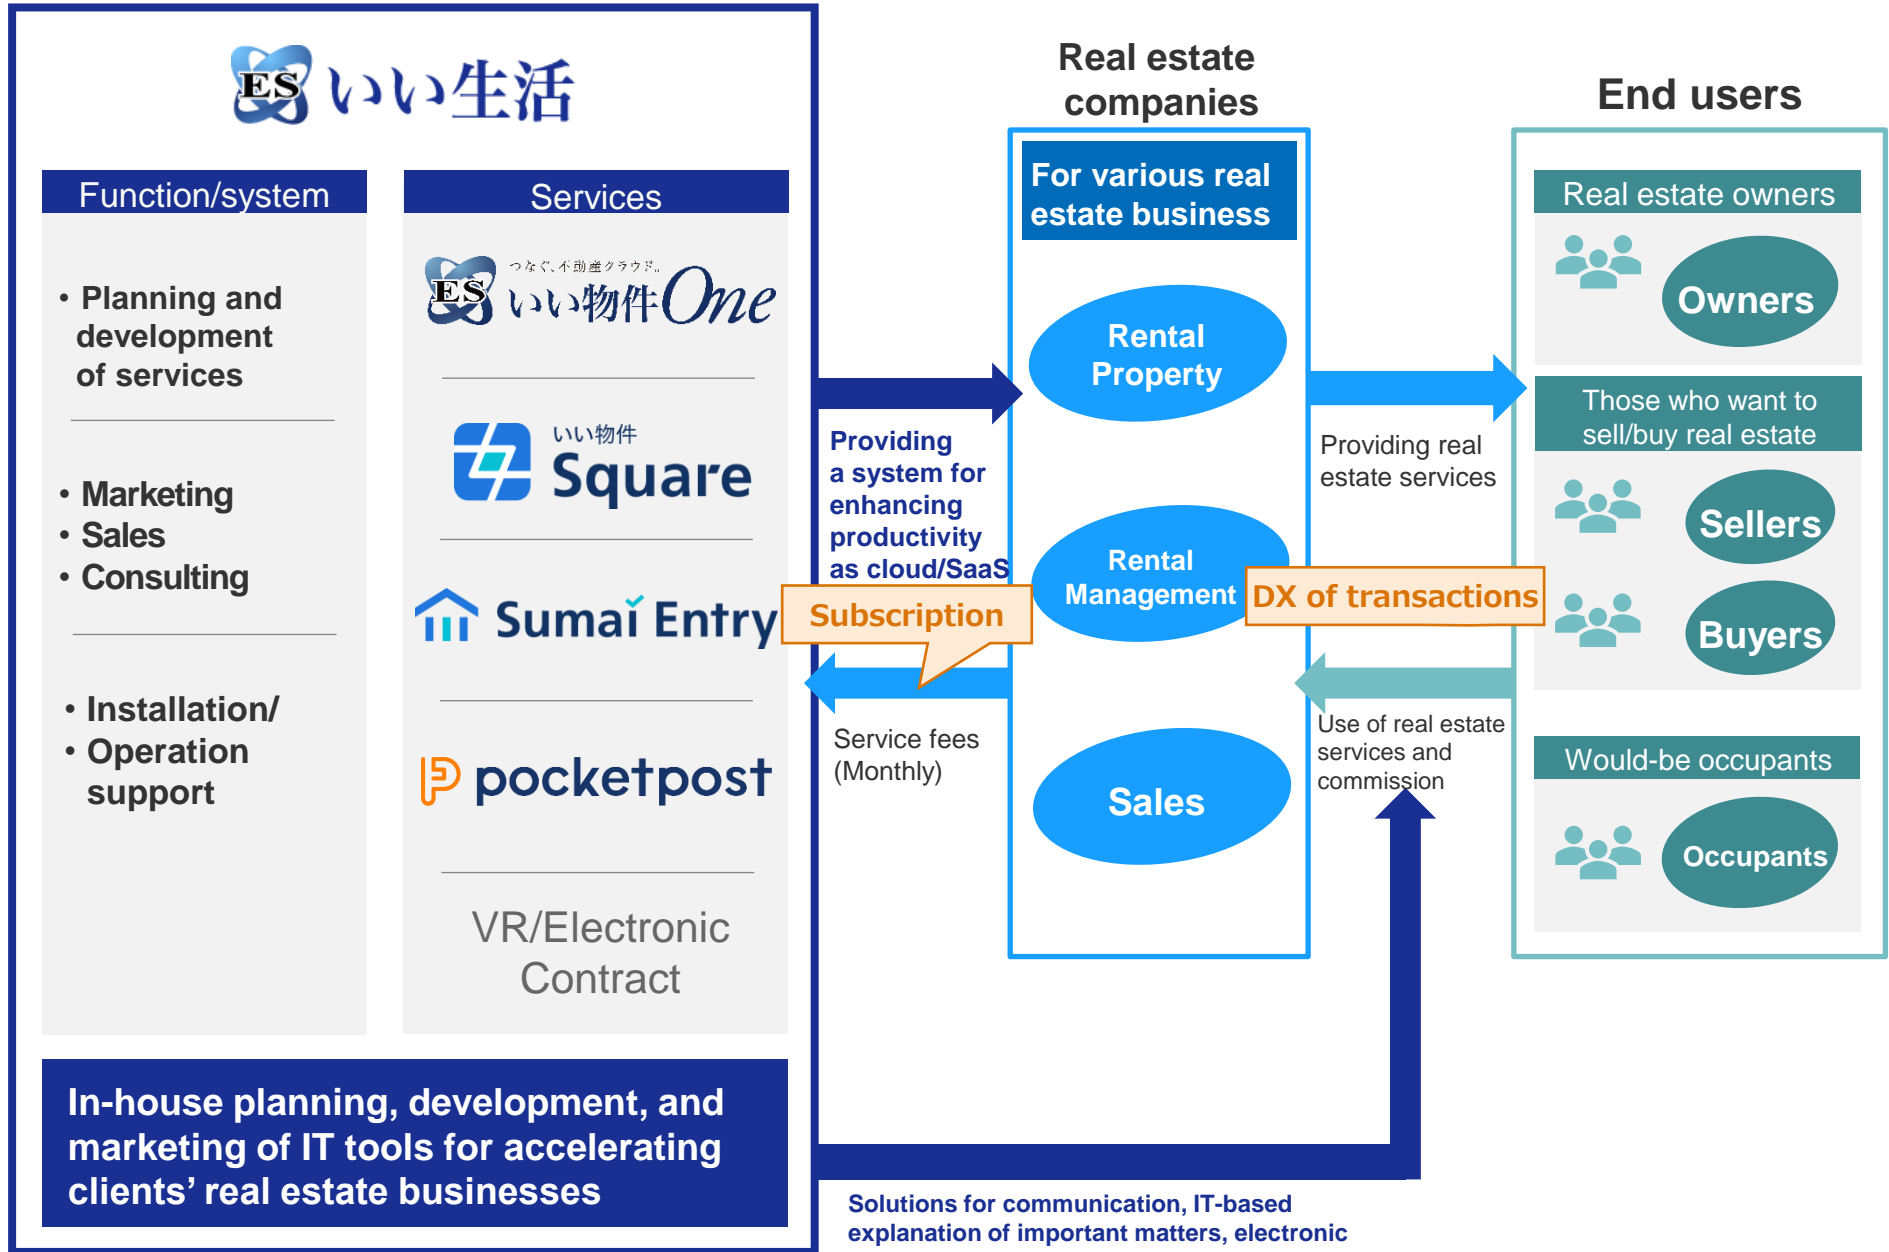 ES いい生活
Function/system
• Planning and
development
of services
• Marketing
• Sales
• Consulting
• Installation/
• Operation
support
Services
つなぐ、不動産クラウド。
ES いい物件One
いい物件
Square
Sumai Entry
pocketpost
VR/Electronic
Contract
In-house planning, development, and
marketing of IT tools for accelerating
clients’ real estate businesses
Providing
a system for
enhancing
productivity
as cloud/SaaS
Subscription
Service fees
(Monthly)
Real estate
companies
For various real
estate business
Rental
Property
Rental
Management
Sales
Providing real
estate services
DX of transactions
Use of real estate
services and
commission
Solutions for communication, IT-based
explanation of important matters, electronic
End users
Real estate owners
Owners
Those who want to
sell/buy real estate
Sellers
Buyers
Would-be occupants
Occupants